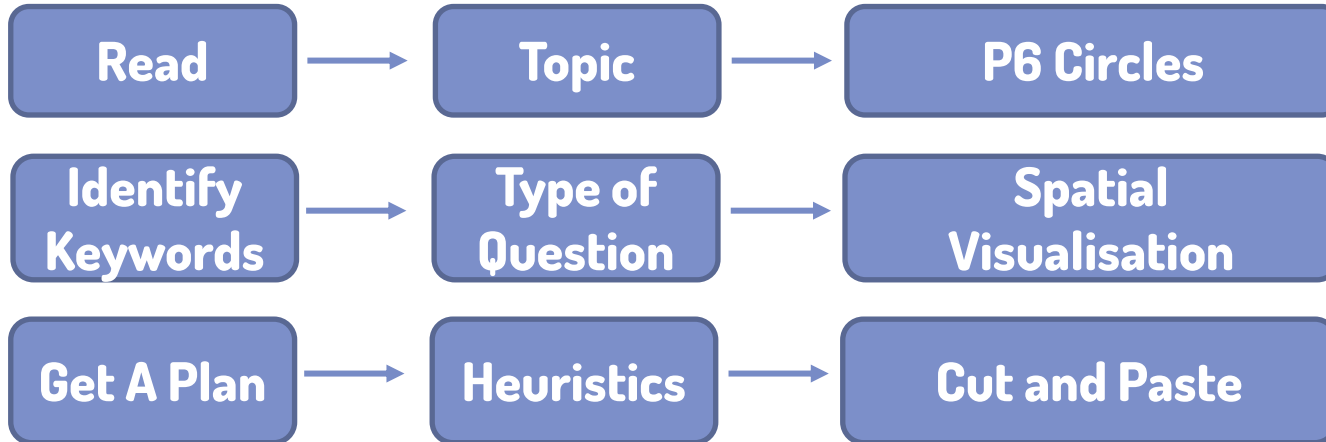 Read
Topic
P6 Circles
Identify
Keywords
Type of
Question
Spatial
Visualisation
Get A Plan
Heuristics
Cut and Paste